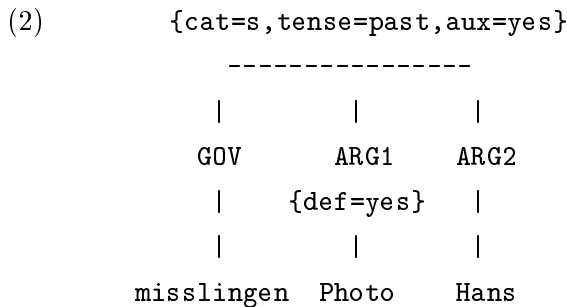 (2) {cat=s,tense=past,aux=yes}
----------------
| | |
GOV ARG1 ARG2
| {def=yes} |
| | |
misslingen Photo Hans